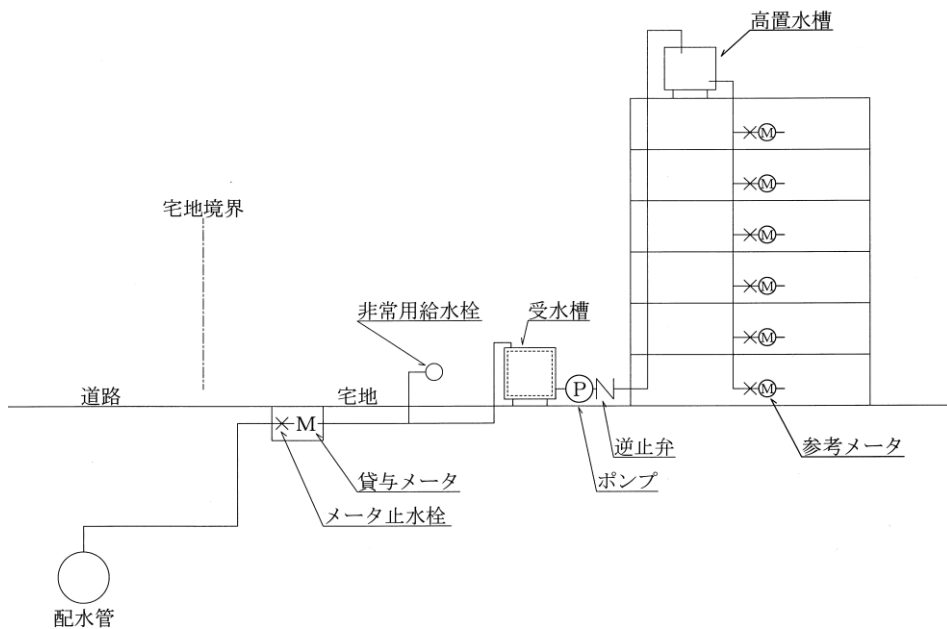 高置水槽
M
M
宅地境界
M
M
非常用給水栓
受水槽
M
道路
宅地
P
M
M
逆止弁
参考メータ
貸与メータ
ポンプ
メータ止水栓
配水管